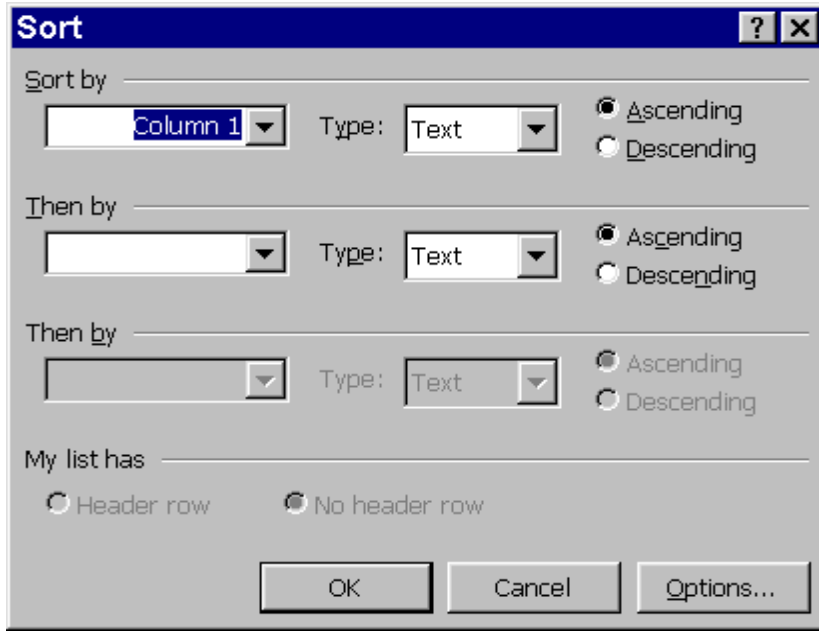 Sort
Sort by
Column 1 Type: Text Ascending
Descending
Then by
Type: Text Ascending
Descending
Then by
Type: Text Ascending
Descending
My list has
Header row No header row
OK Cancel Options...